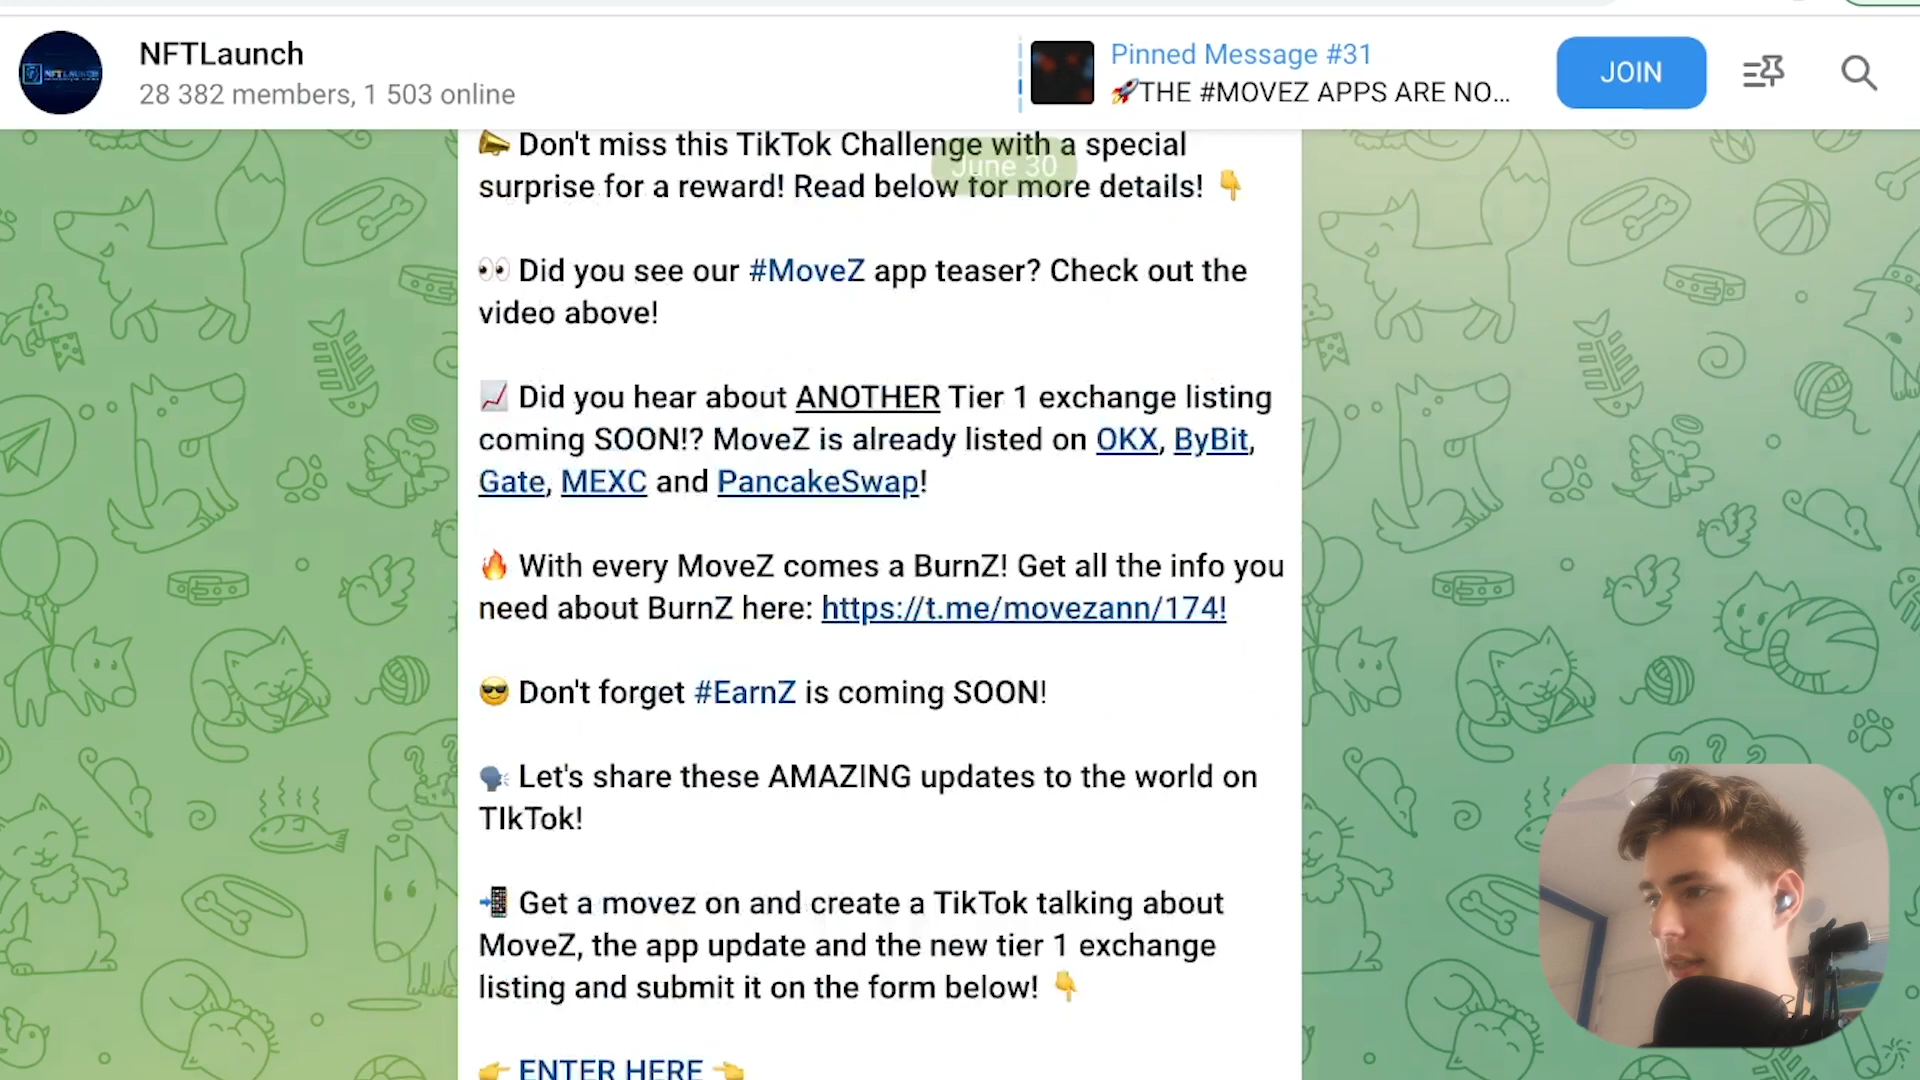 NFTLaunch
28 382 members, 1 503 online
Pinned Message #31
🚀THE #MOVEZ APPS ARE NO...
JOIN
NFTLAUNCH
📣 Don't miss this TikTok Challenge with a special
June 30
surprise for a reward! Read below for more details! 👇
👀 Did you see our #MoveZ app teaser? Check out the
video above!
📈 Did you hear about ANOTHER Tier 1 exchange listing
coming SOON!? MoveZ is already listed on OKX, ByBit,
Gate, MEXC and PancakeSwap!
🔥 With every MoveZ comes a BurnZ! Get all the info you
need about BurnZ here: https://t.me/movezann/174!
😎 Don't forget #EarnZ is coming SOON!
🗣 Let's share these AMAZING updates to the world on
TIkTok!
📲 Get a movez on and create a TikTok talking about
MoveZ, the app update and the new tier 1 exchange
listing and submit it on the form below! 👇
👉 ENTER HERE 👈